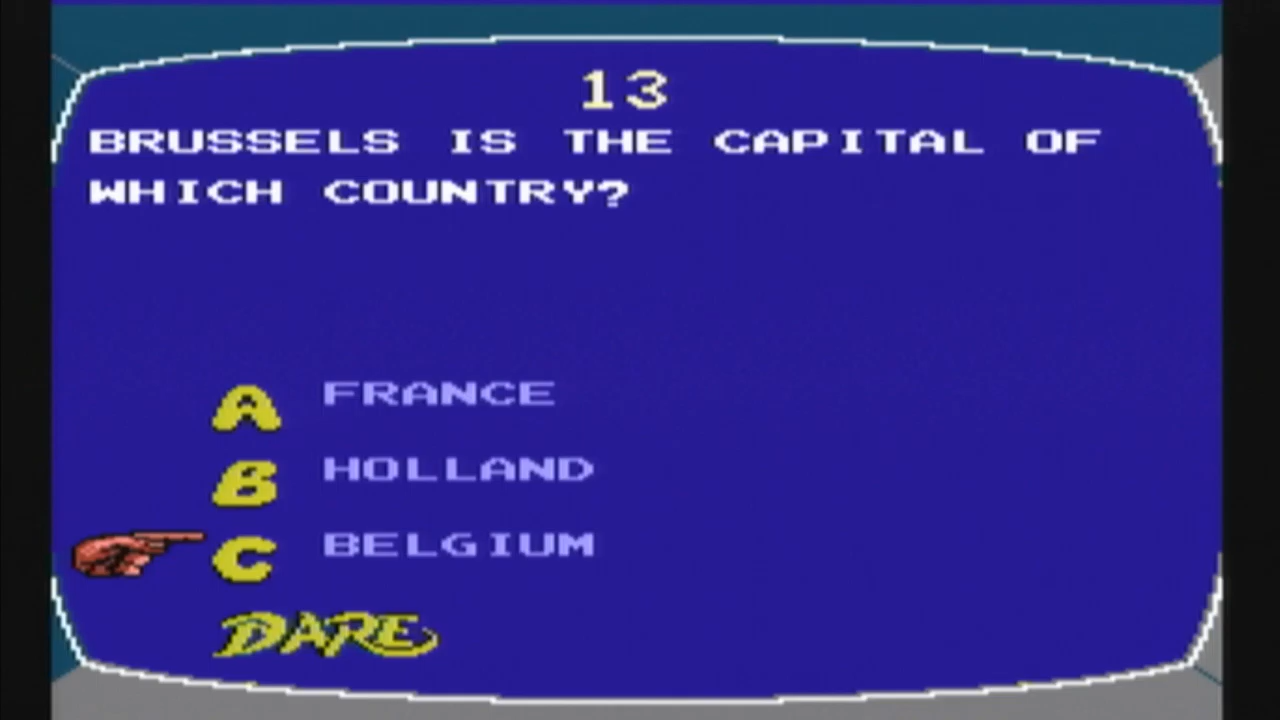 13
BRUSSELS IS THE CAPITAL OF
WHICH COUNTRY?
A FRANCE
B HOLLAND
C BELGIUM
DARE